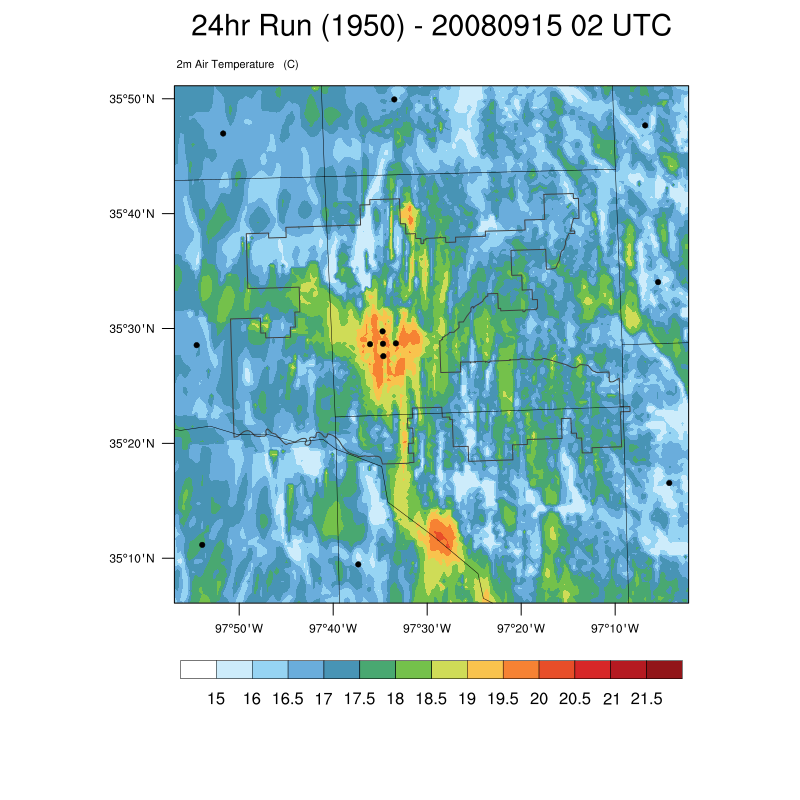 24hr Run (1950) - 20080915 02 UTC
2m Air Temperature (C)
35°50'N
35°40'N
35°30'N
35°20'N
35°10'N
97°50'W 97°40'W 97°30'W 97°20'W 97°10'W
15 16 16.5 17 17.5 18 18.5 19 19.5 20 20.5 21 21.5